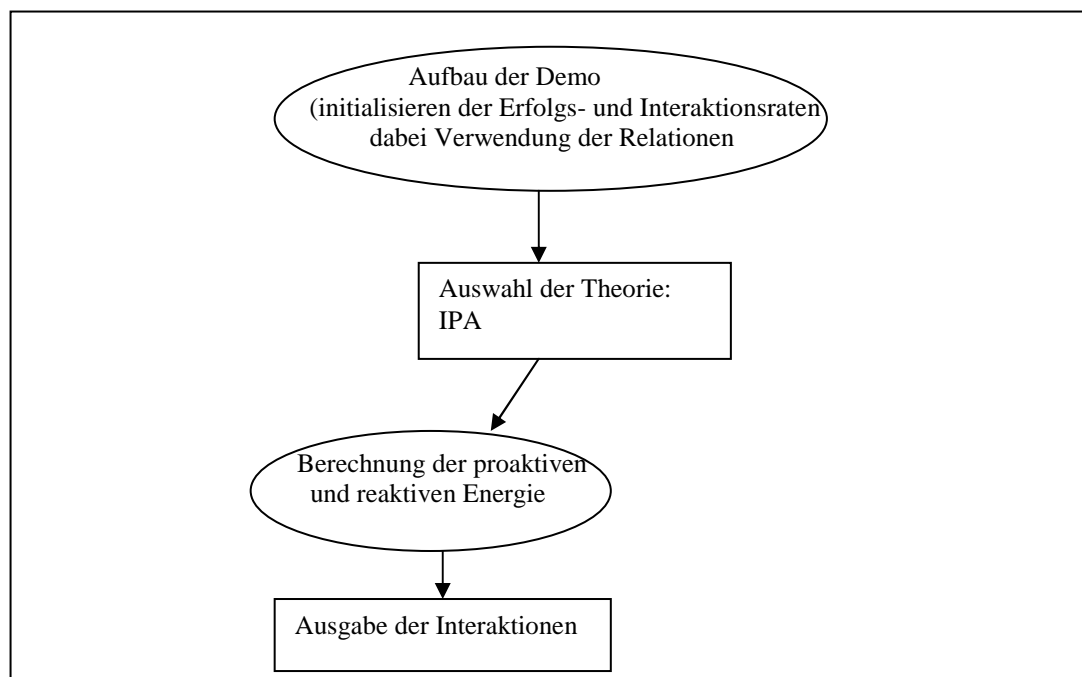 Aufbau der Demo
(initialisieren der Erfolgs- und Interaktionsraten
dabei Verwendung der Relationen
Auswahl der Theorie:
IPA
Berechnung der proaktiven
und reaktiven Energie
Ausgabe der Interaktionen